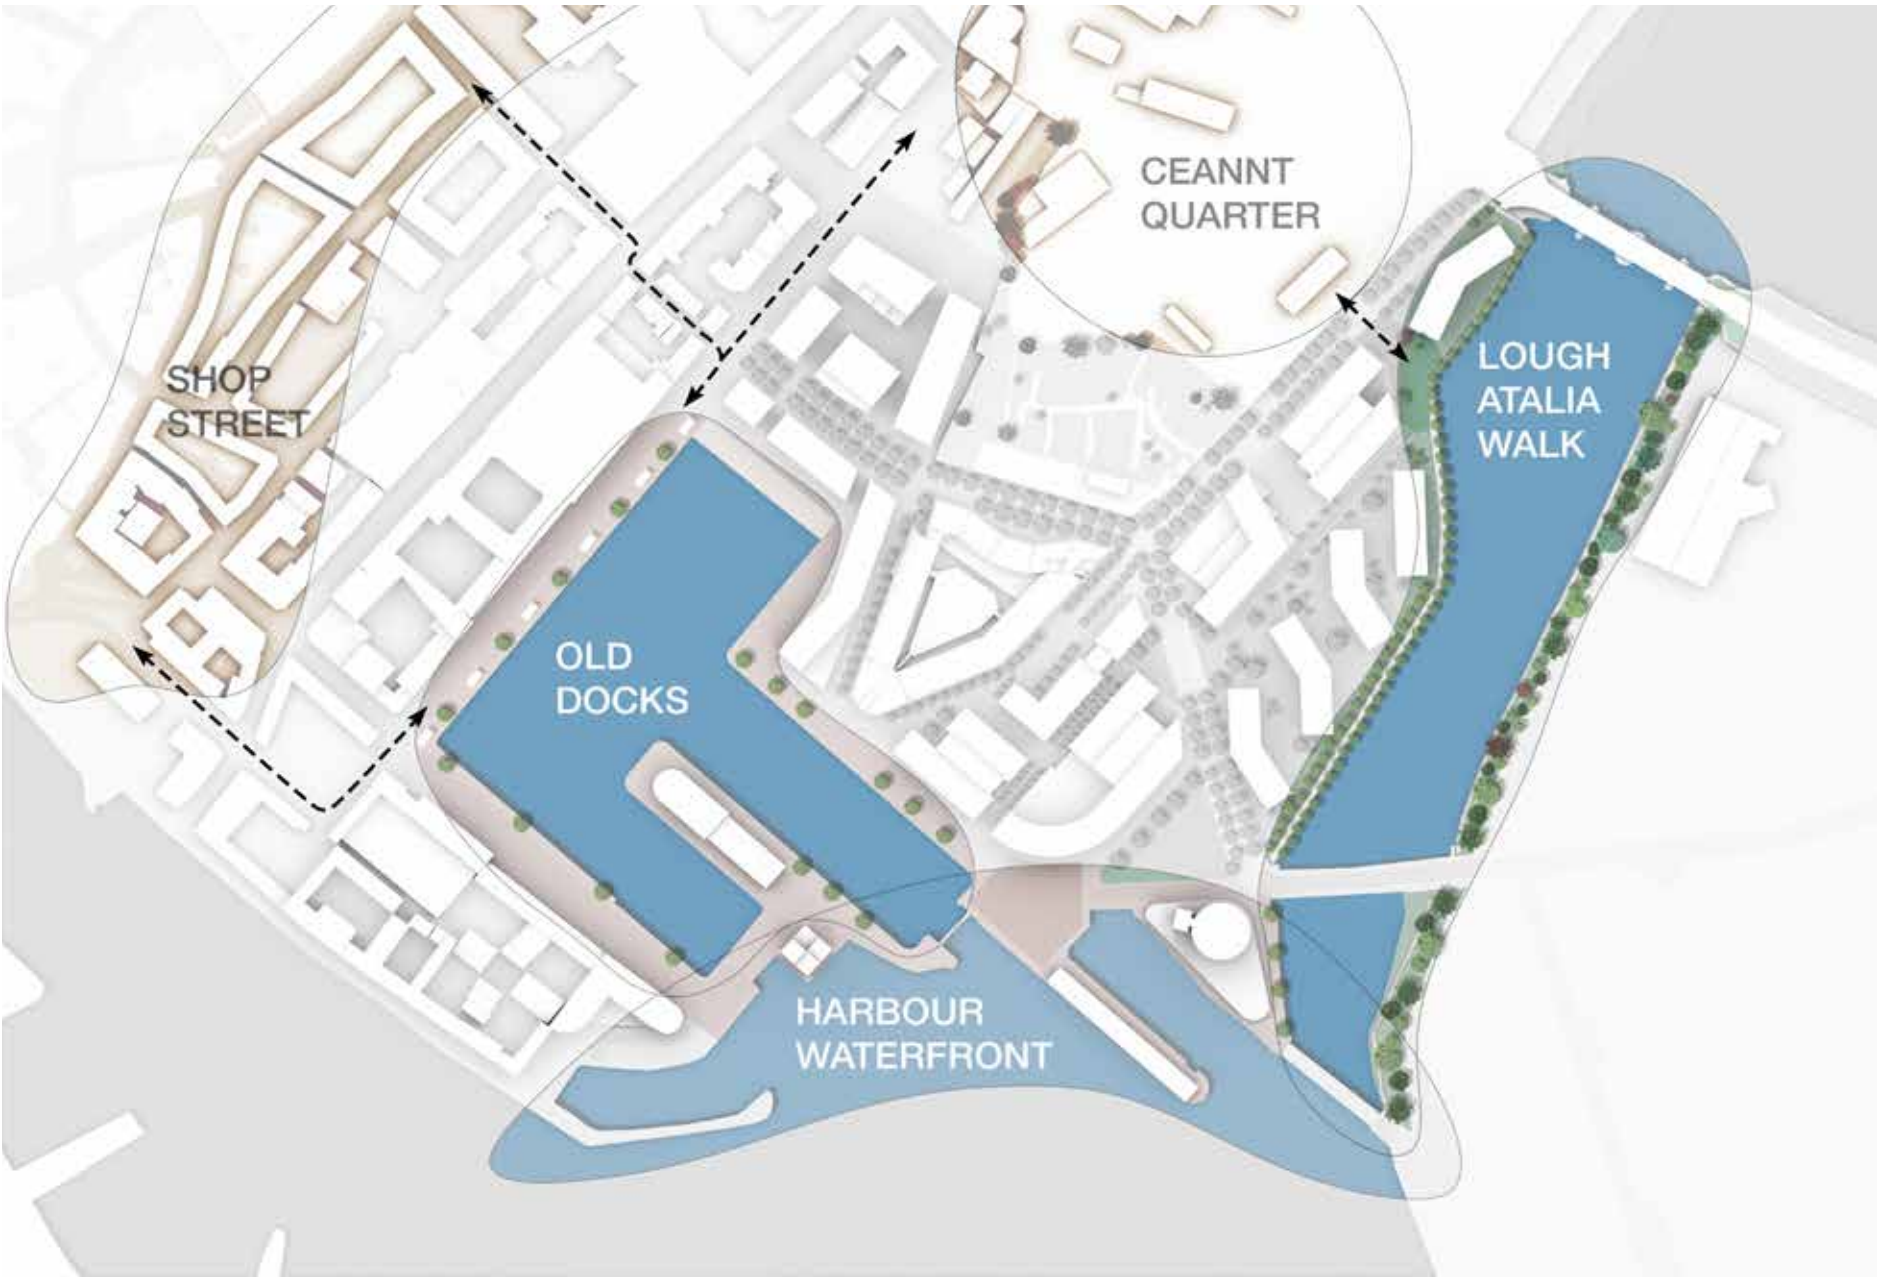 CEANNT
QUARTER
SHOP
STREET
LOUGH
ATALIA
WALK
OLD
DOCKS
HARBOUR
WATERFRONT